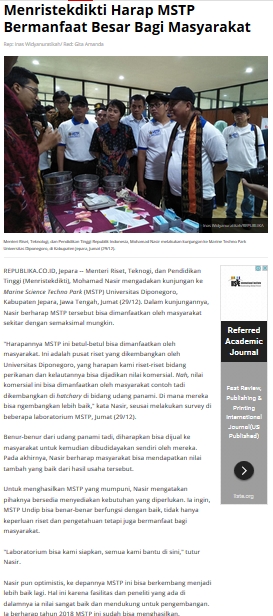 Menristekdikti Harap MSTP
Bermanfaat Besar Bagi Masyarakat
Rep: Iran Widyanureikah/ Red: Gita Amanda
Menteri Riset, Teknologi, dan Pendidikan Tinggi Republik Indonesia, Mohamad Nasir melakukan kunjungan ke Marine Techno Park
Universitas Diponegoro, di Kabupaten Jepara, Jumat (29/12).
REPUBLIKA.CO.ID, Jepara -- Menteri Riset, Teknogi, dan Pendidikan
Tinggi (Menristekdikti), Mohamad Nasir mengadakan kunjungan ke
Marine Science Techno Park (MSTP) Universitas Diponegoro,
Kabupaten Jepara, Jawa Tengah, Jumat (29/12). Dalam kunjungannya,
Nasir berharap MSTP tersebut bisa dimanfaatkan oleh masyarakat
sekitar dengan semaksimal mungkin.
"Harapannya MSTP ini betul-betul bisa dimanfaatkan oleh
masyarakat. Ini adalah pusat riset yang dikembangkan oleh
Universitas Diponegoro, yang harapan kami riset-riset bidang
perikanan dan kelautannya bisa dijadikan nilai komersial. Nah, nilai
komersial ini bisa dimanfaatkan oleh masyarakat contoh tadi
dikembangkan di hatchary di bidang udang panami. Di mana mereka
bisa ngembangkan lebih baik," kata Nasir, seusai melakukan survey di
beberapa laboratorium MSTP, Jumat (29/12).
Benur-benur dari udang panami tadi, diharapkan bisa dijual ke
masyarakat untuk kemudian dibudidayakan sendiri oleh mereka.
Pada akhirnya, Nasir berharap masyarakat bisa mendapatkan nilai
tambah yang baik dari hasil usaha tersebut.
Untuk menghasilkan MSTP yang mumpuni, Nasir mengatakan
pihaknya bersedia menyediakan kebutuhan yang diperlukan. Ia ingin,
MSTP Undip bisa benar-benar berfungsi dengan baik, tidak hanya
keperluan riset dan pengetahuan tetapi juga bermanfaat bagi
masyarakat.
"Laboratorium bisa kami siapkan, semua kami bantu di sini," tutur
Nasir.
Nasir pun optimistis, ke depannya MSTP ini bisa berkembang menjadi
lebih baik lagi. Hal ini karena fasilitas dan peneliti yang ada di
dalamnya ia nilai sangat baik dan mendukung untuk pengembangan.
Ia berharap tahun 2018 MSTP ini sudah bisa menghasilkan.
Referred
Academic
Journal
Fast Review,
Publishing &
Printing
International
Journal(US
Published)